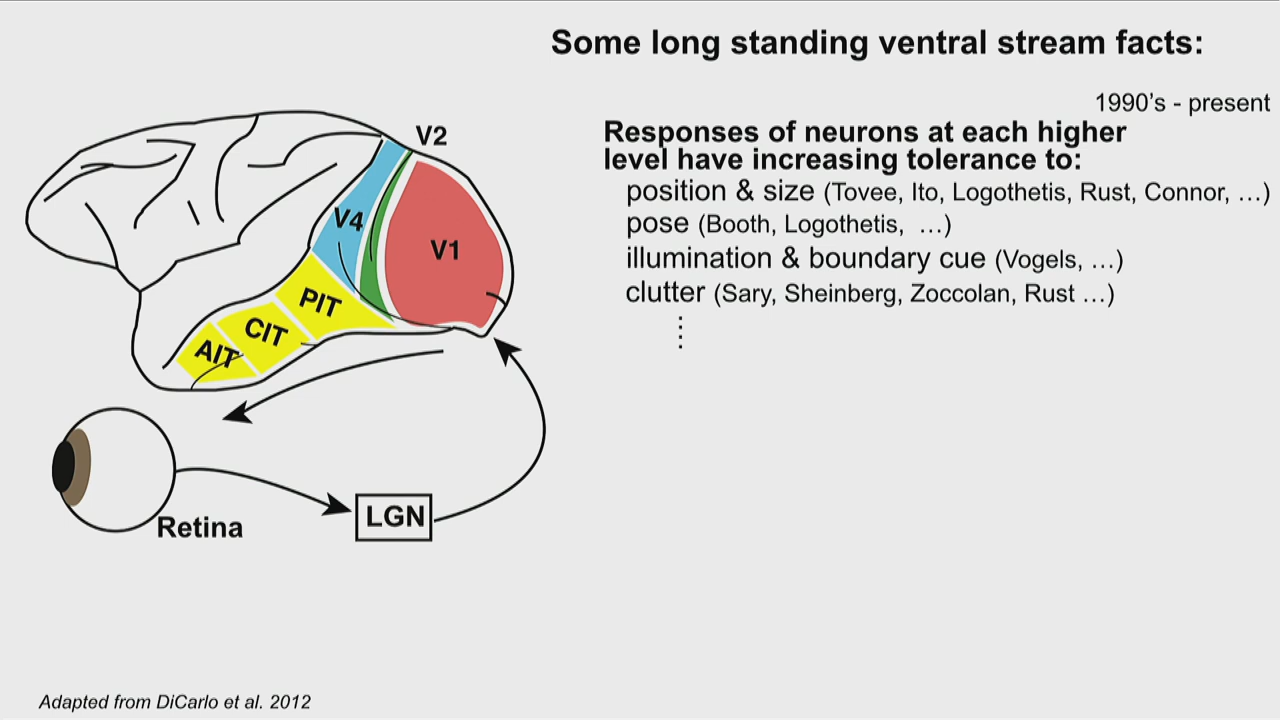 Some long standing ventral stream facts:
1990's - present
Responses of neurons at each higher
level have increasing tolerance to:
position & size (Tovee, Ito, Logothetis, Rust, Connor, …)
pose (Booth, Logothetis, …)
illumination & boundary cue (Vogels, …)
clutter (Sary, Sheinberg, Zoccolan, Rust …)
V2
V4
V1
PIT
CIT
AIT
Retina
LGN
Adapted from DiCarlo et al. 2012